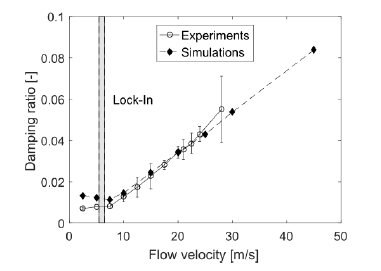 0.1
Experiments
Simulations
0.08
Lock-In
0.06
0.04
0.02
0
0 10 20 30 40 50
Damping ratio [-]
Flow velocity [m/s]